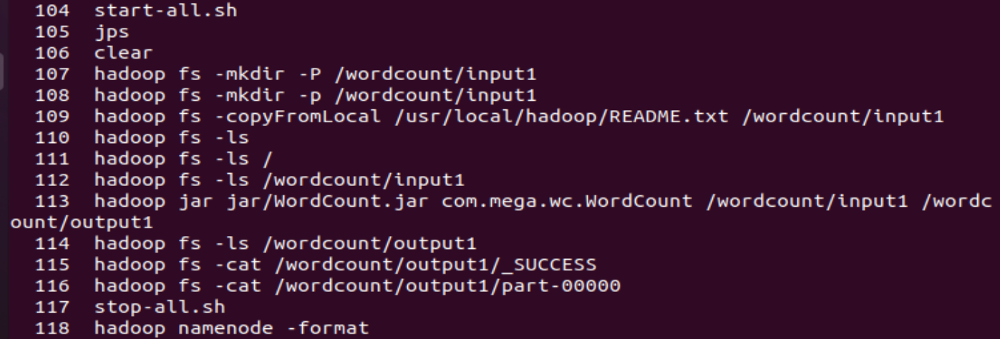 104 start-all.sh
105 jps
106 clear
107 hadoop fs -mkdir -P /wordcount/input1
108 hadoop fs -mkdir -p /wordcount/input1
109 hadoop fs -copyFromLocal /usr/local/hadoop/README.txt /wordcount/input1
110 hadoop fs -ls
111 hadoop fs -ls /
112 hadoop fs -ls /wordcount/input1
113 hadoop jar jar/WordCount.jar com.mega.wc.WordCount /wordcount/input1 /wordc
ount/output1
114 hadoop fs -ls /wordcount/output1
115 hadoop fs -cat /wordcount/output1/_SUCCESS
116 hadoop fs -cat /wordcount/output1/part-00000
117 stop-all.sh
118 hadoop namenode -format